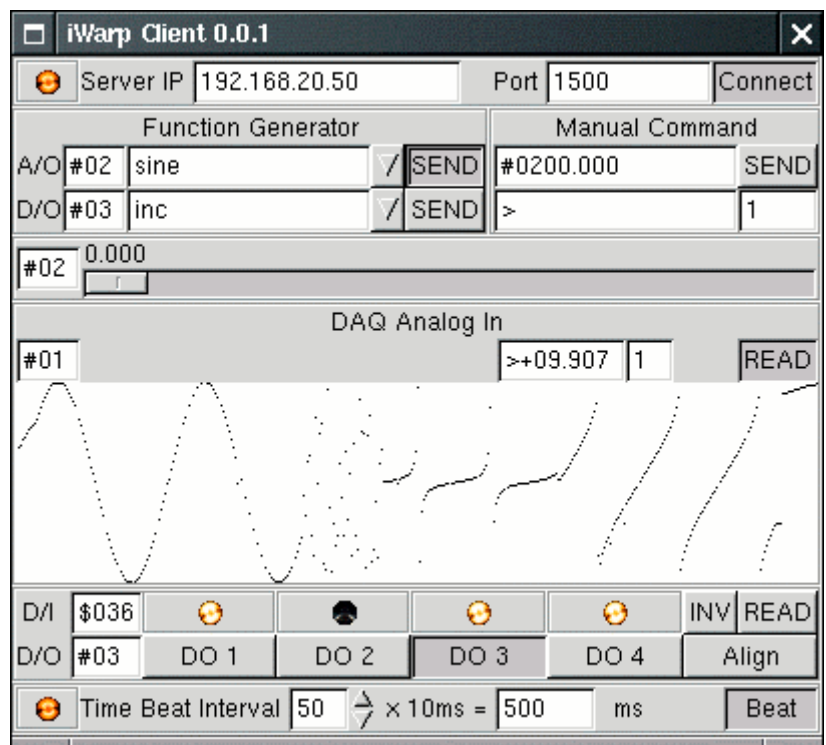 iWarp Client 0.0.1
Server IP 192.168.20.50 Port 1500 Connect
Function Generator Manual Command
A/O #02 sine SEND #0200.000 SEND
D/O #03 inc SEND > 1
#02 0.000
DAQ Analog In
#01 >+09.907 1 READ
D/I $036 INV READ
D/O #03 DO 1 DO 2 DO 3 DO 4 Align
Time Beat Interval 50 × 10ms = 500 ms Beat